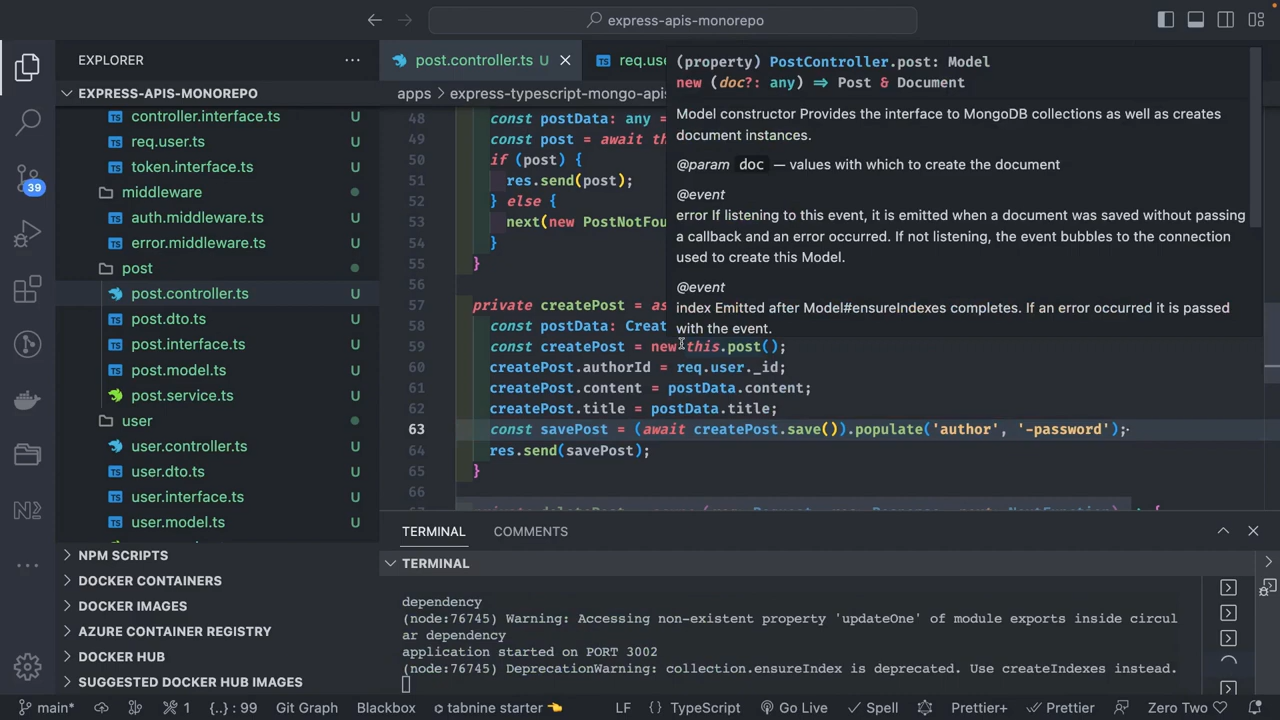 express-apis-monorepo
EXPLORER
EXPRESS-APIS-MONOREPO
controller.interface.ts U
req.user.ts U
token.interface.ts U
middleware
auth.middleware.ts U
error.middleware.ts U
post
post.controller.ts U
post.dto.ts U
post.interface.ts U
post.model.ts U
post.service.ts U
user
user.controller.ts U
user.dto.ts U
user.interface.ts U
user.model.ts U
39
NPM SCRIPTS
DOCKER CONTAINERS
DOCKER IMAGES
AZURE CONTAINER REGISTRY
DOCKER HUB
SUGGESTED DOCKER HUB IMAGES
post.controller.ts U
req.use
apps > express-typescript-mongo-apis
(property) PostController.post: Model
new (doc?: any) => Post & Document
Model constructor Provides the interface to MongoDB collections as well as creates
document instances.
@param doc — values with which to create the document
@event
error If listening to this event, it is emitted when a document was saved without passing
a callback and an error occurred. If not listening, the event bubbles to the connection
used to create this Model.
@event
index Emitted after Model#ensureIndexes completes. If an error occurred it is passed
with the event.
48 const postData: any =
49 const post = await th
50 if (post) {
51 res.send(post);
52 } else {
53 next(new PostNotFou
54 }
55 }
56
57 private createPost = as
58 const postData: Creat
59 const createPost = new this.post();
60 createPost.authorId = req.user._id;
61 createPost.content = postData.content;
62 createPost.title = postData.title;
63 const savePost = (await createPost.save()).populate('author', '-password');
64 res.send(savePost);
65 }
66
TERMINAL COMMENTS
TERMINAL
dependency
(node:76745) Warning: Accessing non-existent property 'updateOne' of module exports inside circul
ar dependency
application started on PORT 3002
(node:76745) DeprecationWarning: collection.ensureIndex is deprecated. Use createIndexes instead.
main* 1 {..} : 99 Git Graph Blackbox tabnine starter 👈 LF TypeScript Go Live Spell Prettier+ Prettier Zero Two